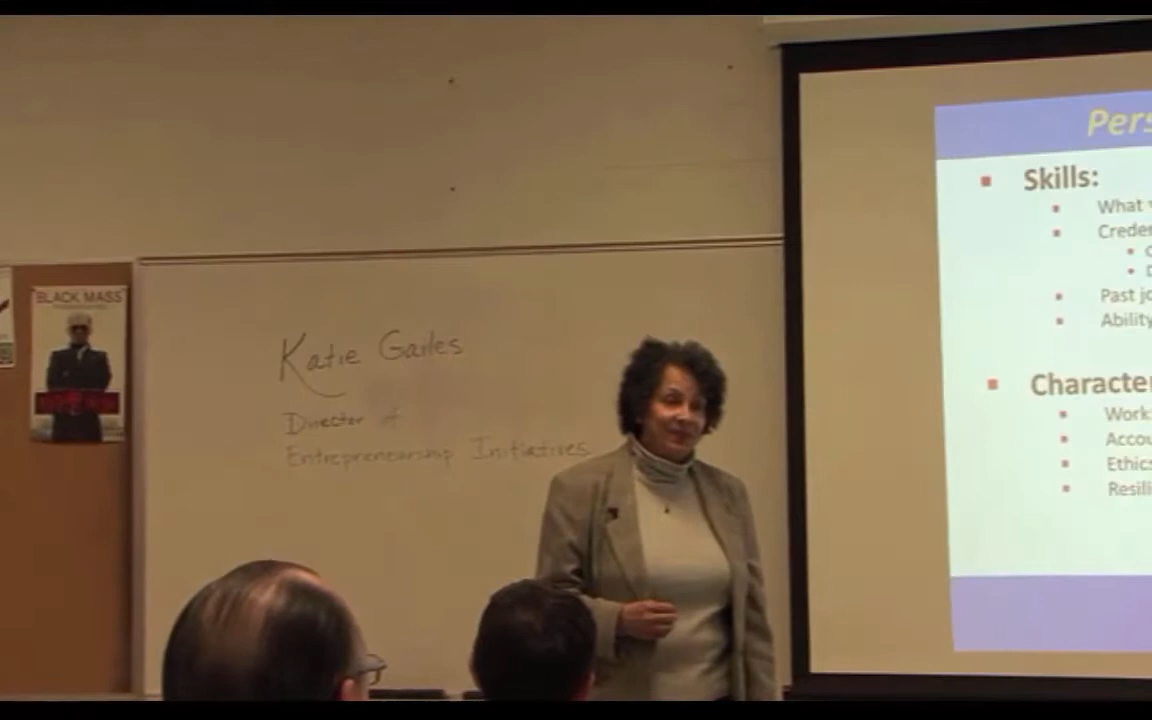 BLACK MASS
Katie Gailes
Director of
Entrepreneurship Initiatives
Pers
Skills:
What
Creden
Past jo
Ability
Character
Work
Accou
Ethics
Resili